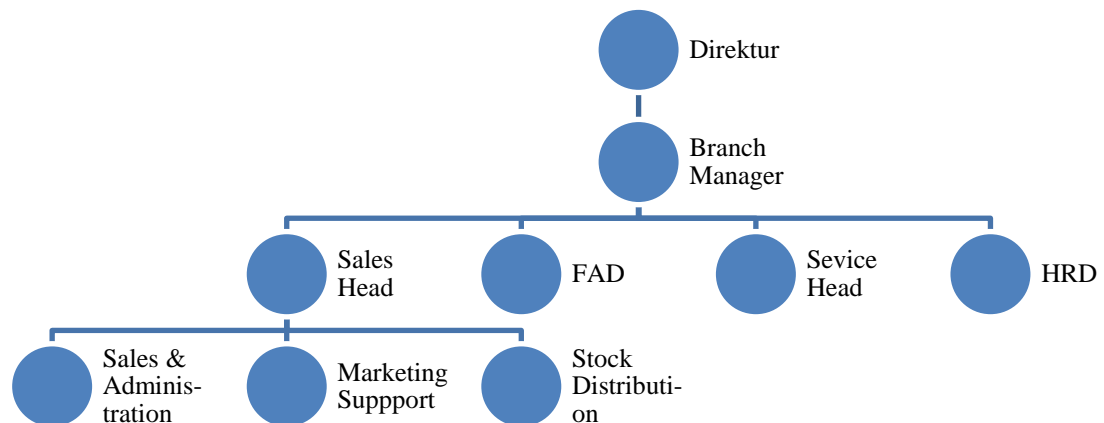 Direktur
Branch
Manager
Sales
Head
FAD
Sevice
Head
HRD
Sales &
Adminis-
tration
Marketing
Suppport
Stock
Distributi-
on